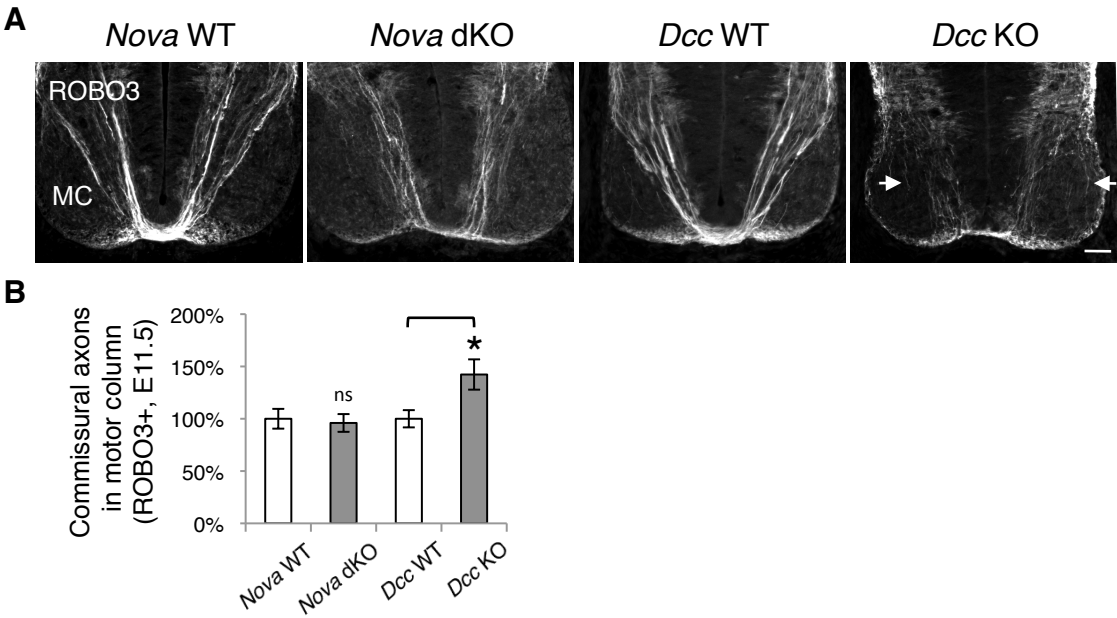 A
Nova WT
Nova dKO
Dcc WT
Dcc KO
ROBO3
MC
B
Commissural axons
in motor column
(ROBO3+, E11.5)
200%
150%
100%
50%
0%
ns
*
Nova WT
Nova dKO
Dcc WT
Dcc KO